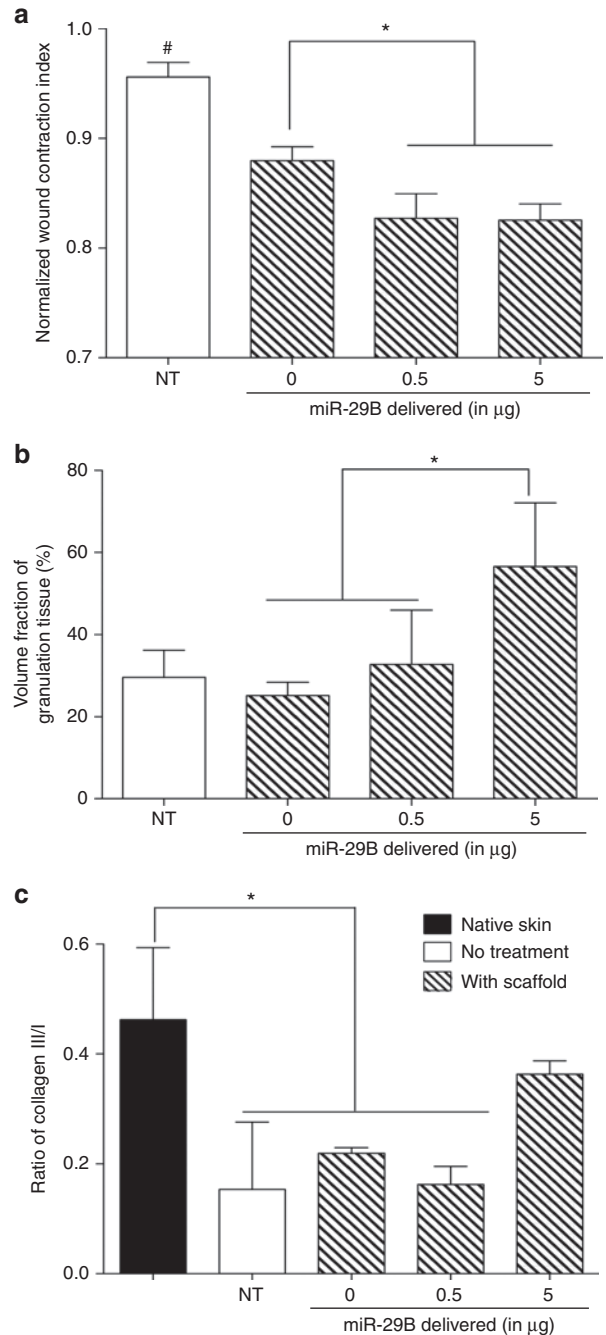 a
Normalized wound contraction index
1.0
0.9
0.8
0.7
#
*
NT
0
0.5
5
miR-29B delivered (in μg)
b
Volume fraction of
granulation tissue (%)
80
60
40
20
0
*
NT
0
0.5
5
miR-29B delivered (in μg)
c
Ratio of collagen III/I
0.6
0.4
0.2
0.0
*
Native skin
No treatment
With scaffold
NT
0
0.5
5
miR-29B delivered (in μg)